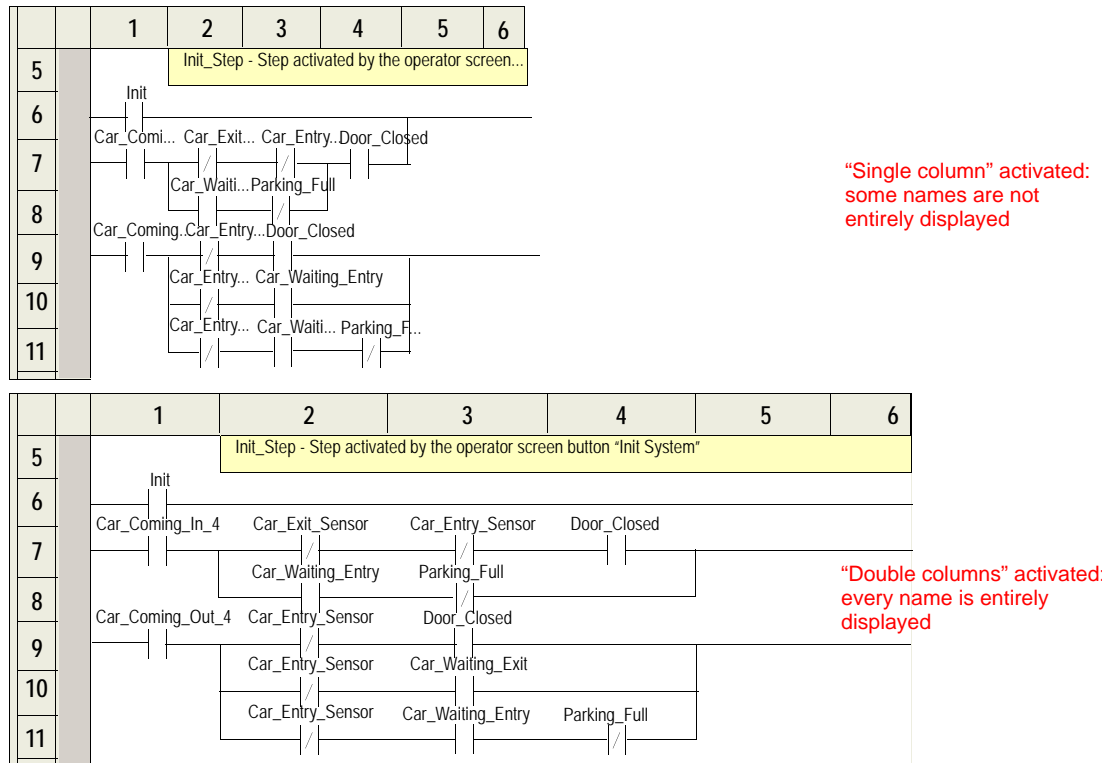 1 2 3 4 5 6
5 Init_Step - Step activated by the operator screen...
Init
6
Car_Comi... Car_Exit... Car_Entry... Door_Closed
7
Car_Waiti... Parking_Full
8
Car_Coming... Car_Entry... Door_Closed
9
Car_Entry... Car_Waiting_Entry
10
Car_Entry... Car_Waiti... Parking_F...
11
“Single column” activated:
some names are not
entirely displayed
1 2 3 4 5 6
5 Init_Step - Step activated by the operator screen button “Init System”
Init
6
Car_Coming_In_4 Car_Exit_Sensor Car_Entry_Sensor Door_Closed
7
Car_Waiting_Entry Parking_Full
8
Car_Coming_Out_4 Car_Entry_Sensor Door_Closed
9
Car_Entry_Sensor Car_Waiting_Exit
10
Car_Entry_Sensor Car_Waiting_Entry Parking_Full
11
“Double columns” activated:
every name is entirely
displayed